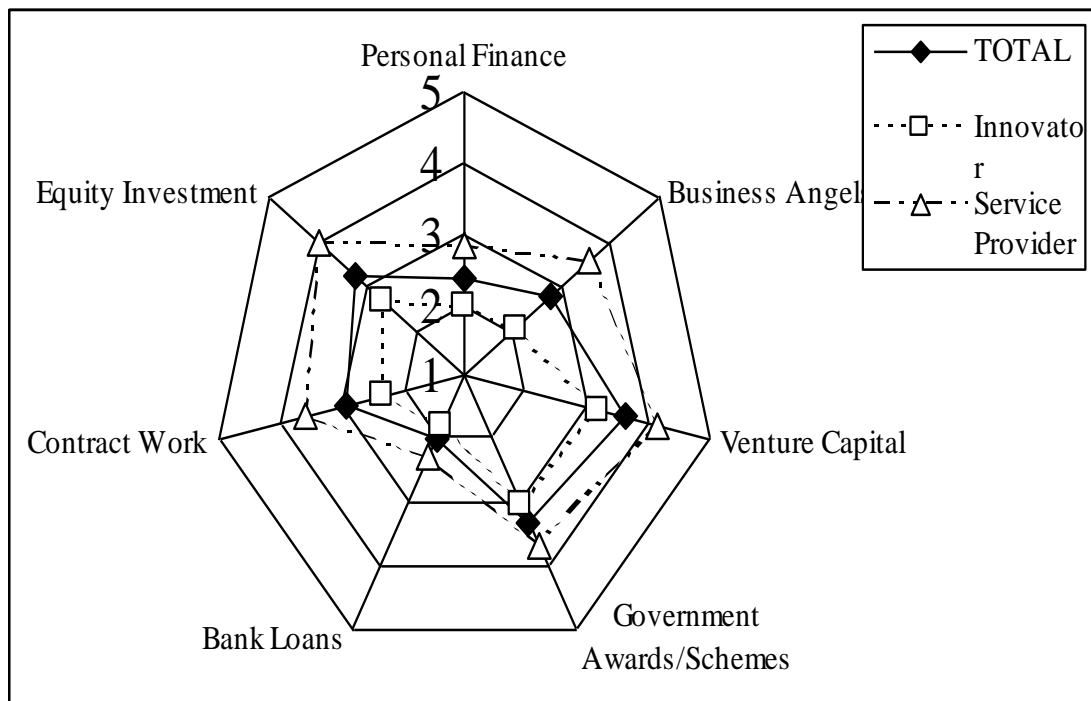 Personal Finance
5
4
3
2
1
Equity Investment
Business Angels
Contract Work
Venture Capital
Bank Loans
Government
Awards/Schemes
TOTAL
Innovato
r
Service
Provider